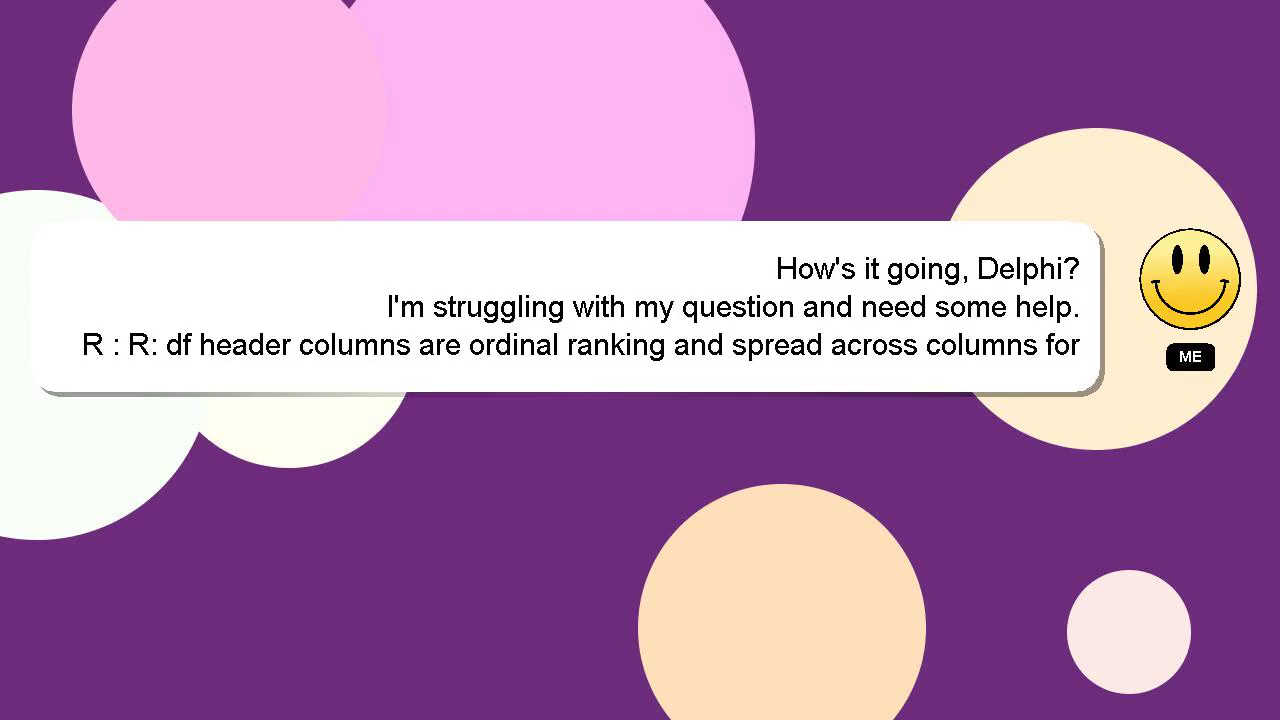 How's it going, Delphi?
I'm struggling with my question and need some help.
R : R: df header columns are ordinal ranking and spread across columns for
ME